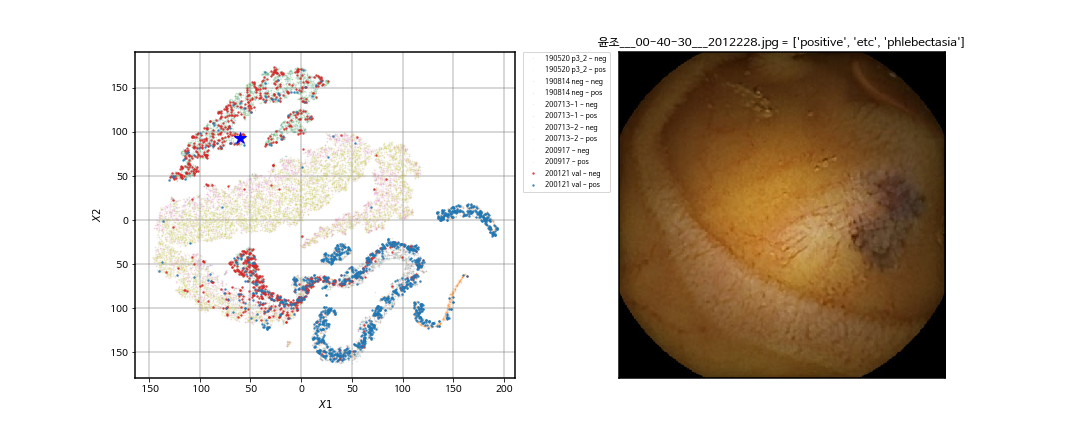 윤조___00-40-30___2012228.jpg = ['positive', 'etc', 'phlebectasia']
190520 p3_2 - neg
190520 p3_2 - pos
190814 neg - neg
190814 neg - pos
200713-1 - neg
200713-1 - pos
200713-2 - neg
200713-2 - pos
200917 - neg
200917 - pos
200121 val - neg
200121 val - pos
X2
150
100
50
0
50
100
150
150
100
50
0
50
100
150
200
X1